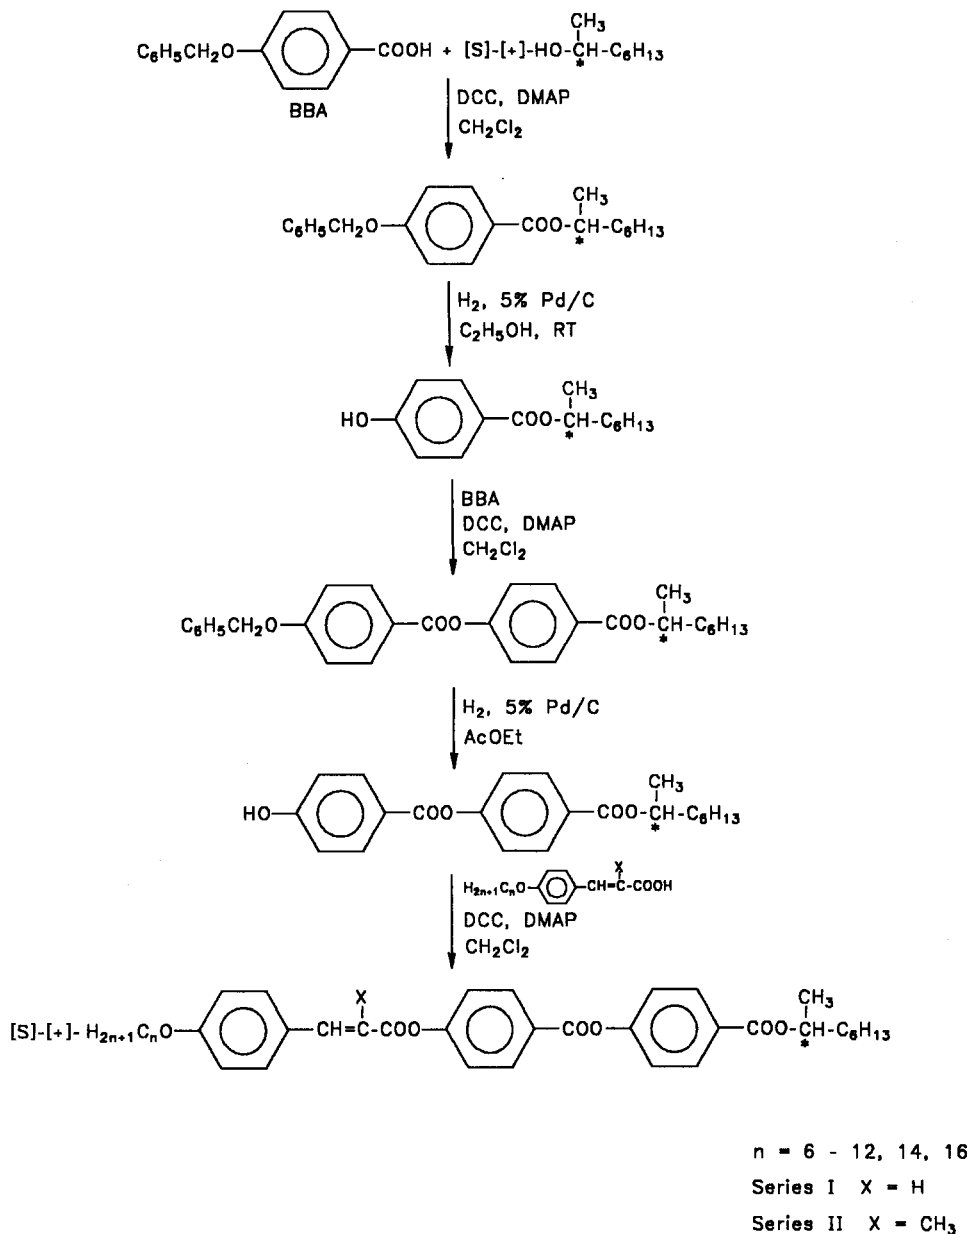 C₆H₅CH₂O COOH + [S]-[+]-HO-CH-C₆H₁₃
CH₃
*
BBA
DCC, DMAP
CH₂Cl₂
CH₃
C₆H₅CH₂O COO-CH-C₆H₁₃
*
H₂, 5% Pd/C
C₂H₅OH, RT
CH₃
HO COO-CH-C₆H₁₃
*
BBA
DCC, DMAP
CH₂Cl₂
CH₃
C₆H₅CH₂O COO COO-CH-C₆H₁₃
*
H₂, 5% Pd/C
AcOEt
CH₃
HO COO COO-CH-C₆H₁₃
*
X
H₂ₙ₊₁CₙO CH=C-COOH
DCC, DMAP
CH₂Cl₂
X CH₃
[S]-[+]- H₂ₙ₊₁CₙO CH=C-COO COO COO-CH-C₆H₁₃
*
n = 6 - 12, 14, 16
Series I X = H
Series II X = CH₃